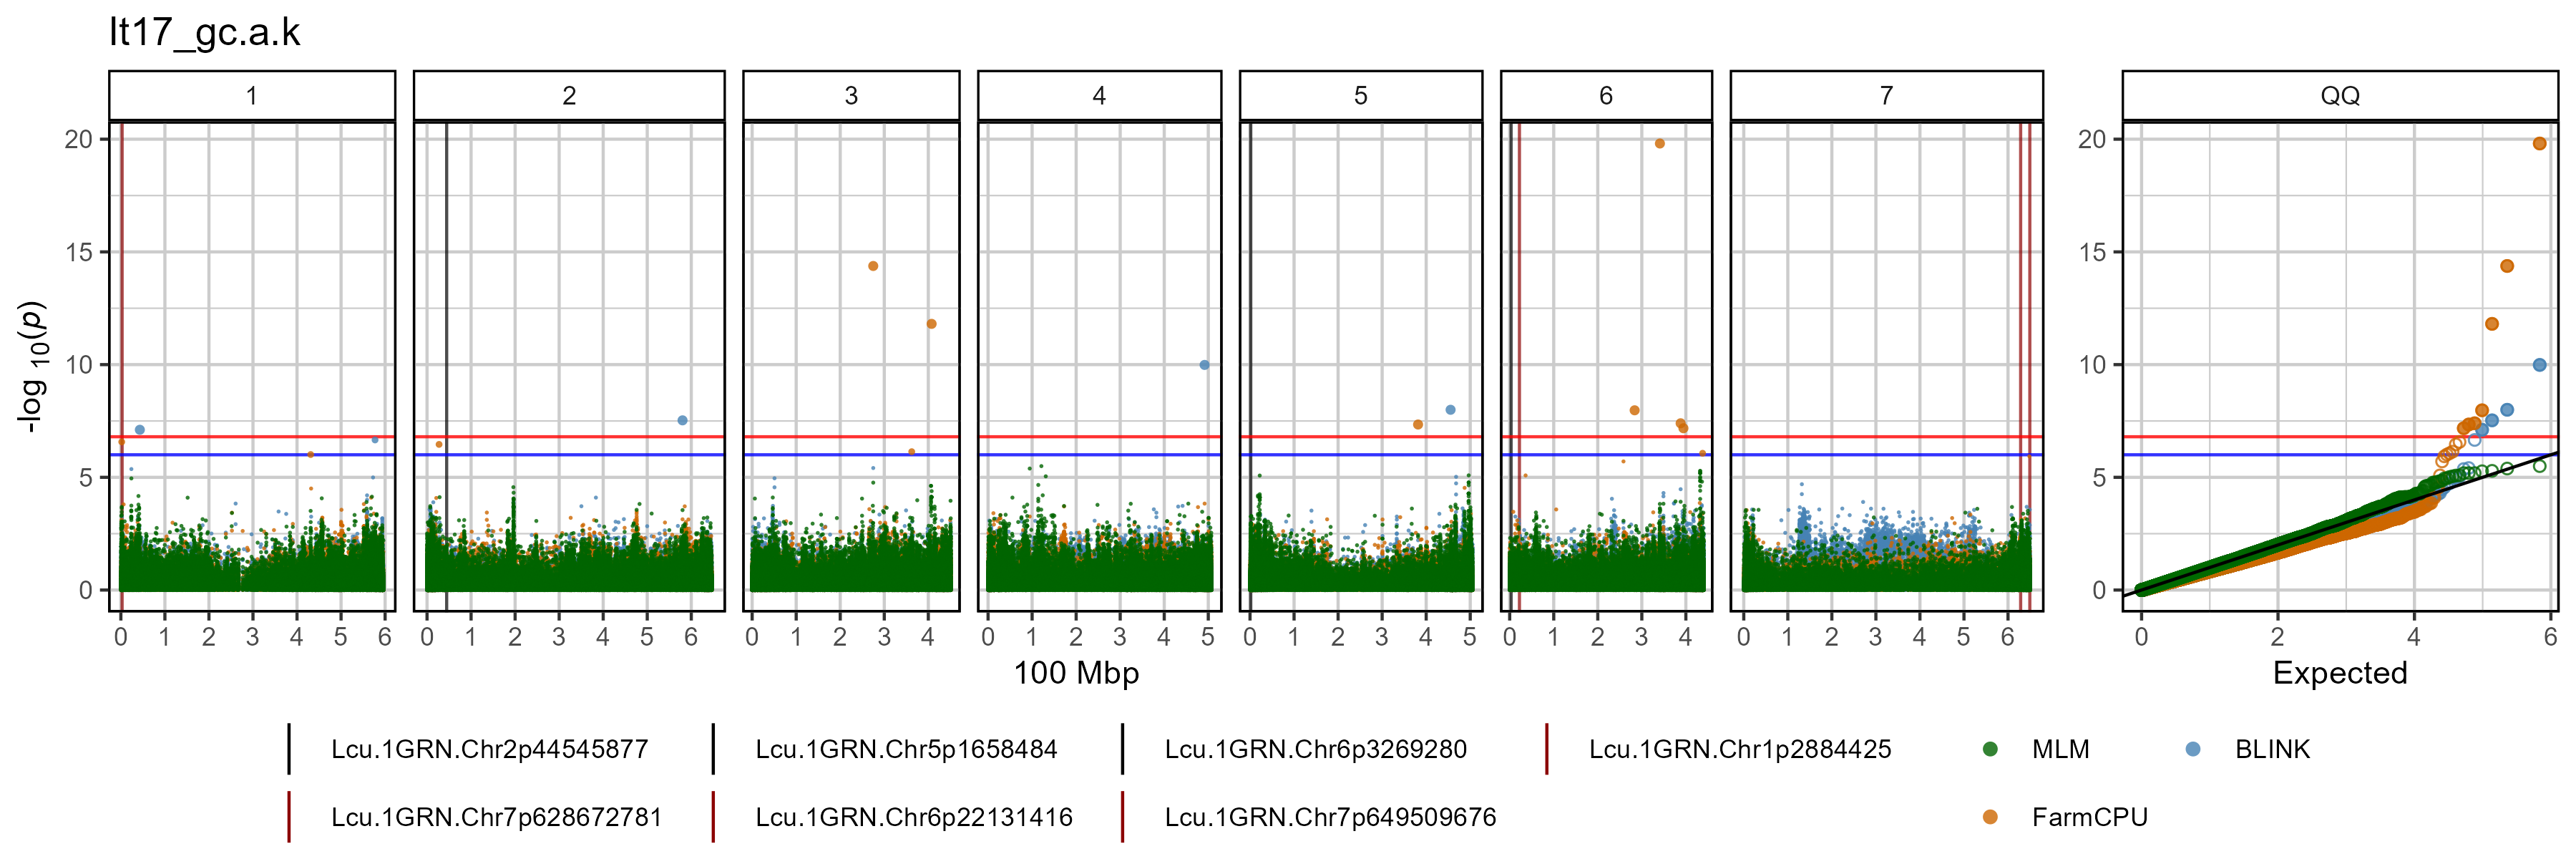 lt17_gc.a.k
1 2 3 4 5 6 7 QQ
20 20
15 15
10 10
5 5
0 0
-log 10(p)
0 1 2 3 4 5 6 0 1 2 3 4 5 6 0 1 2 3 4 0 1 2 3 4 5 0 1 2 3 4 5 0 1 2 3 4 0 1 2 3 4 5 6 0 2 4 6
100 Mbp Expected
Lcu.1GRN.Chr2p44545877 Lcu.1GRN.Chr5p1658484 Lcu.1GRN.Chr6p3269280 Lcu.1GRN.Chr1p2884425 MLM BLINK
Lcu.1GRN.Chr7p628672781 Lcu.1GRN.Chr6p22131416 Lcu.1GRN.Chr7p649509676 FarmCPU